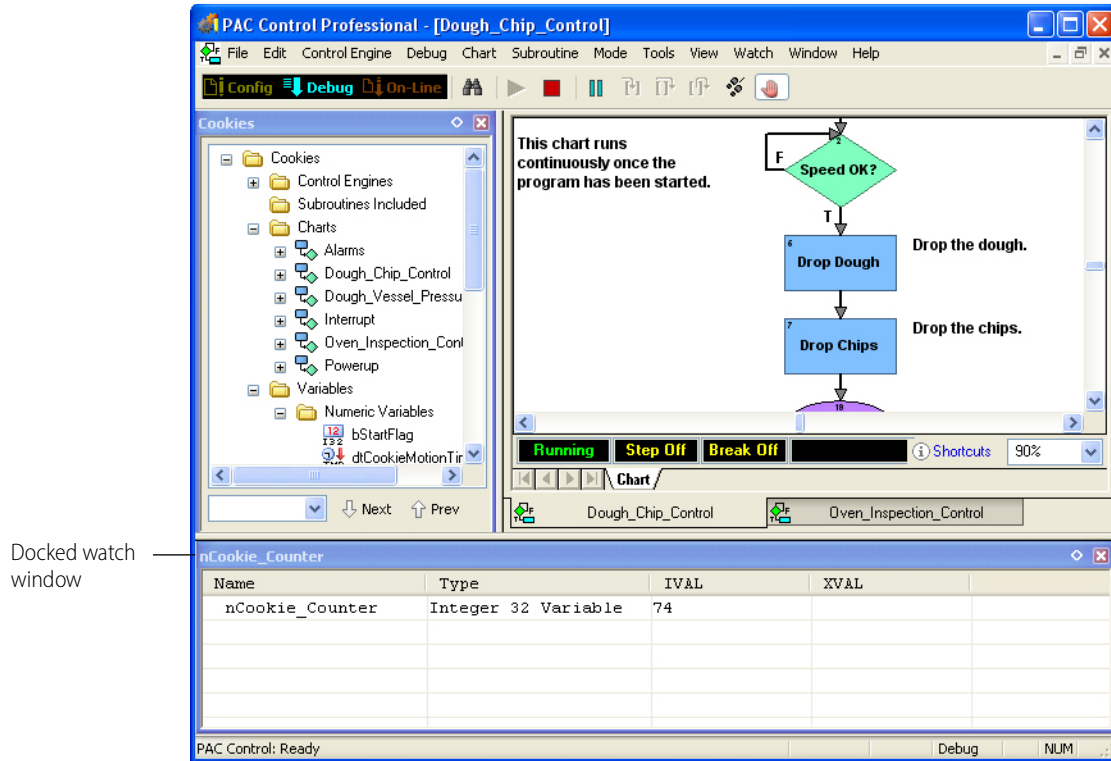 PAC Control Professional - [Dough_Chip_Control]
File Edit Control Engine Debug Chart Subroutine Mode Tools View Watch Window Help
Config Debug On-Line
Cookies
Cookies
Control Engines
Subroutines Included
Charts
Alarms
Dough_Chip_Control
Dough_Vessel_Pressu
Interrupt
Oven_Inspection_Cont
Powerup
Variables
Numeric Variables
bStartFlag
dtCookieMotionTir
Next Prev
This chart runs
continuously once the
program has been started.
2
F
Speed OK?
T
6
Drop Dough
Drop the dough.
7
Drop Chips
Drop the chips.
18
Running Step Off Break Off Shortcuts 90%
Chart
Dough_Chip_Control Oven_Inspection_Control
Docked watch
window
nCookie_Counter
Name Type IVAL XVAL
nCookie_Counter Integer 32 Variable 74
PAC Control: Ready Debug NUM